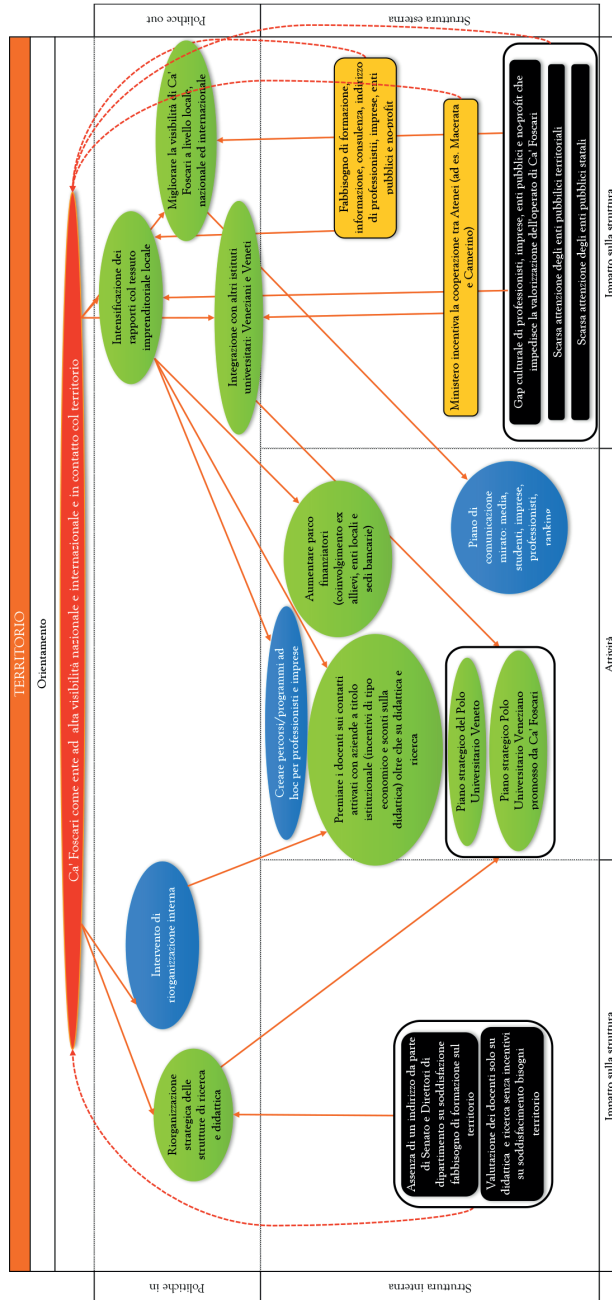 TERRITORIO
Orientamento
Ca' Foscari come ente ad alta visibilità nazionale e internazionale e in contatto col territorio
Politiche in
Politiche out
Riorganizzazione
strategica delle
strutture di ricerca
e didattica
Intervento di
riorganizzazione interna
Intensificazione dei
rapporti col tessuto
imprenditoriale locale
Migliorare la visibilità di Ca'
Foscari a livello locale,
nazionale ed internazionale
Integrazione con altri istituti
universitari: Veneziani e Veneti
Struttura interna
Struttura esterna
Creare percorsi/programmi ad
hoc per professionisti e imprese
Aumentare parco
finanziatori
(coinvolgimento ex
allievi, enti locali e
sedi bancarie)
Premiare i docenti sui contatti
attivati con aziende a titolo
istituzionale (incentivi di tipo
economico e sconti sulla
didattica) oltre che su didattica e
ricerca
Fabbisogno di formazione,
informazione, consulenza, indirizzo
di professionisti, imprese, enti
pubblici e no-profit
Assenza di un indirizzo da parte
di Senato e Direttori di
dipartimento su soddisfazione
fabbisogno di formazione sul
territorio
Valutazione dei docenti solo su
didattica e ricerca senza incentivi
su soddisfacimento bisogni
territorio
Piano strategico del Polo
Universitario Veneto
Piano strategico Polo
Universitario Veneziano
promosso da Ca' Foscari
Piano di
comunicazione
mirato: media,
studenti, imprese,
professionisti,
ranking
Ministero incentiva la cooperazione tra Atenei (ad es. Macerata
e Camerino)
Gap culturale di professionisti, imprese, enti pubblici e no-profit che
impedisce la valorizzazione dell'operato di Ca' Foscari
Scarsa attenzione degli enti pubblici territoriali
Scarsa attenzione degli enti pubblici statali
Impatto sulla struttura
Attività
Impatto sulla struttura